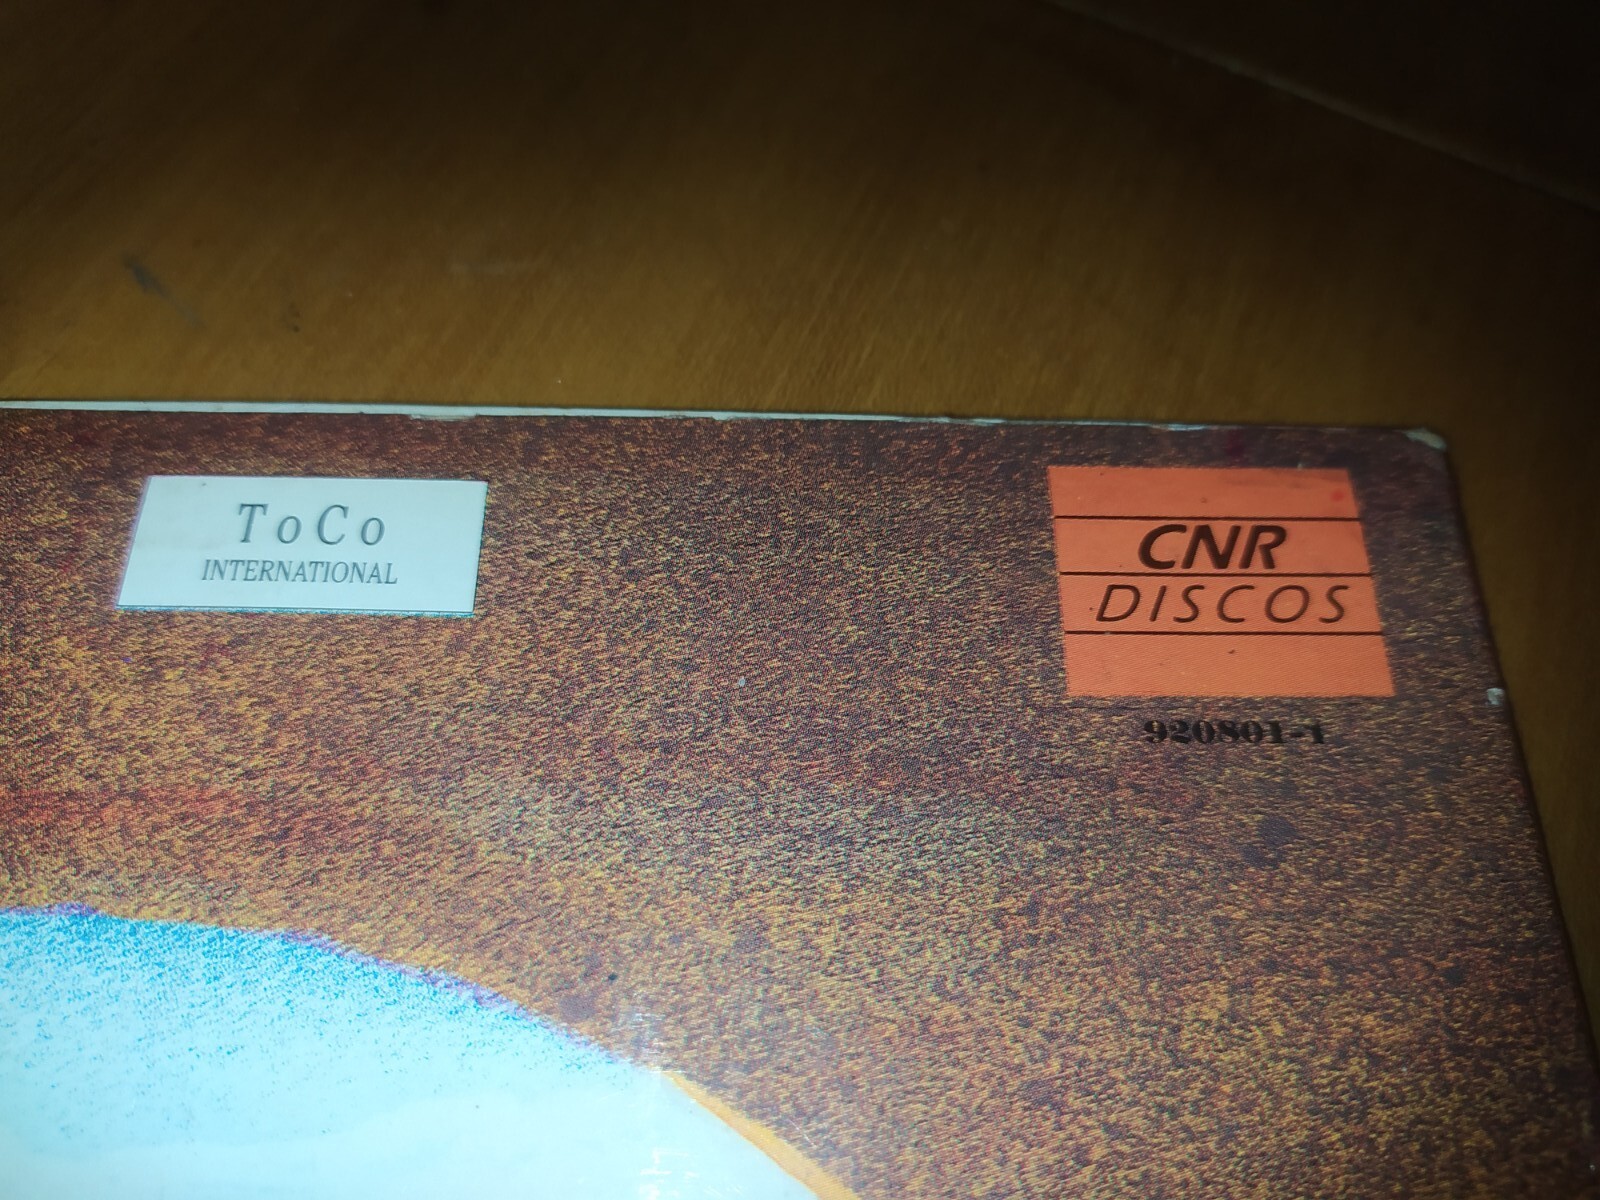 ToCo
INTERNATIONAL
CNR
DISCOS
920801-1